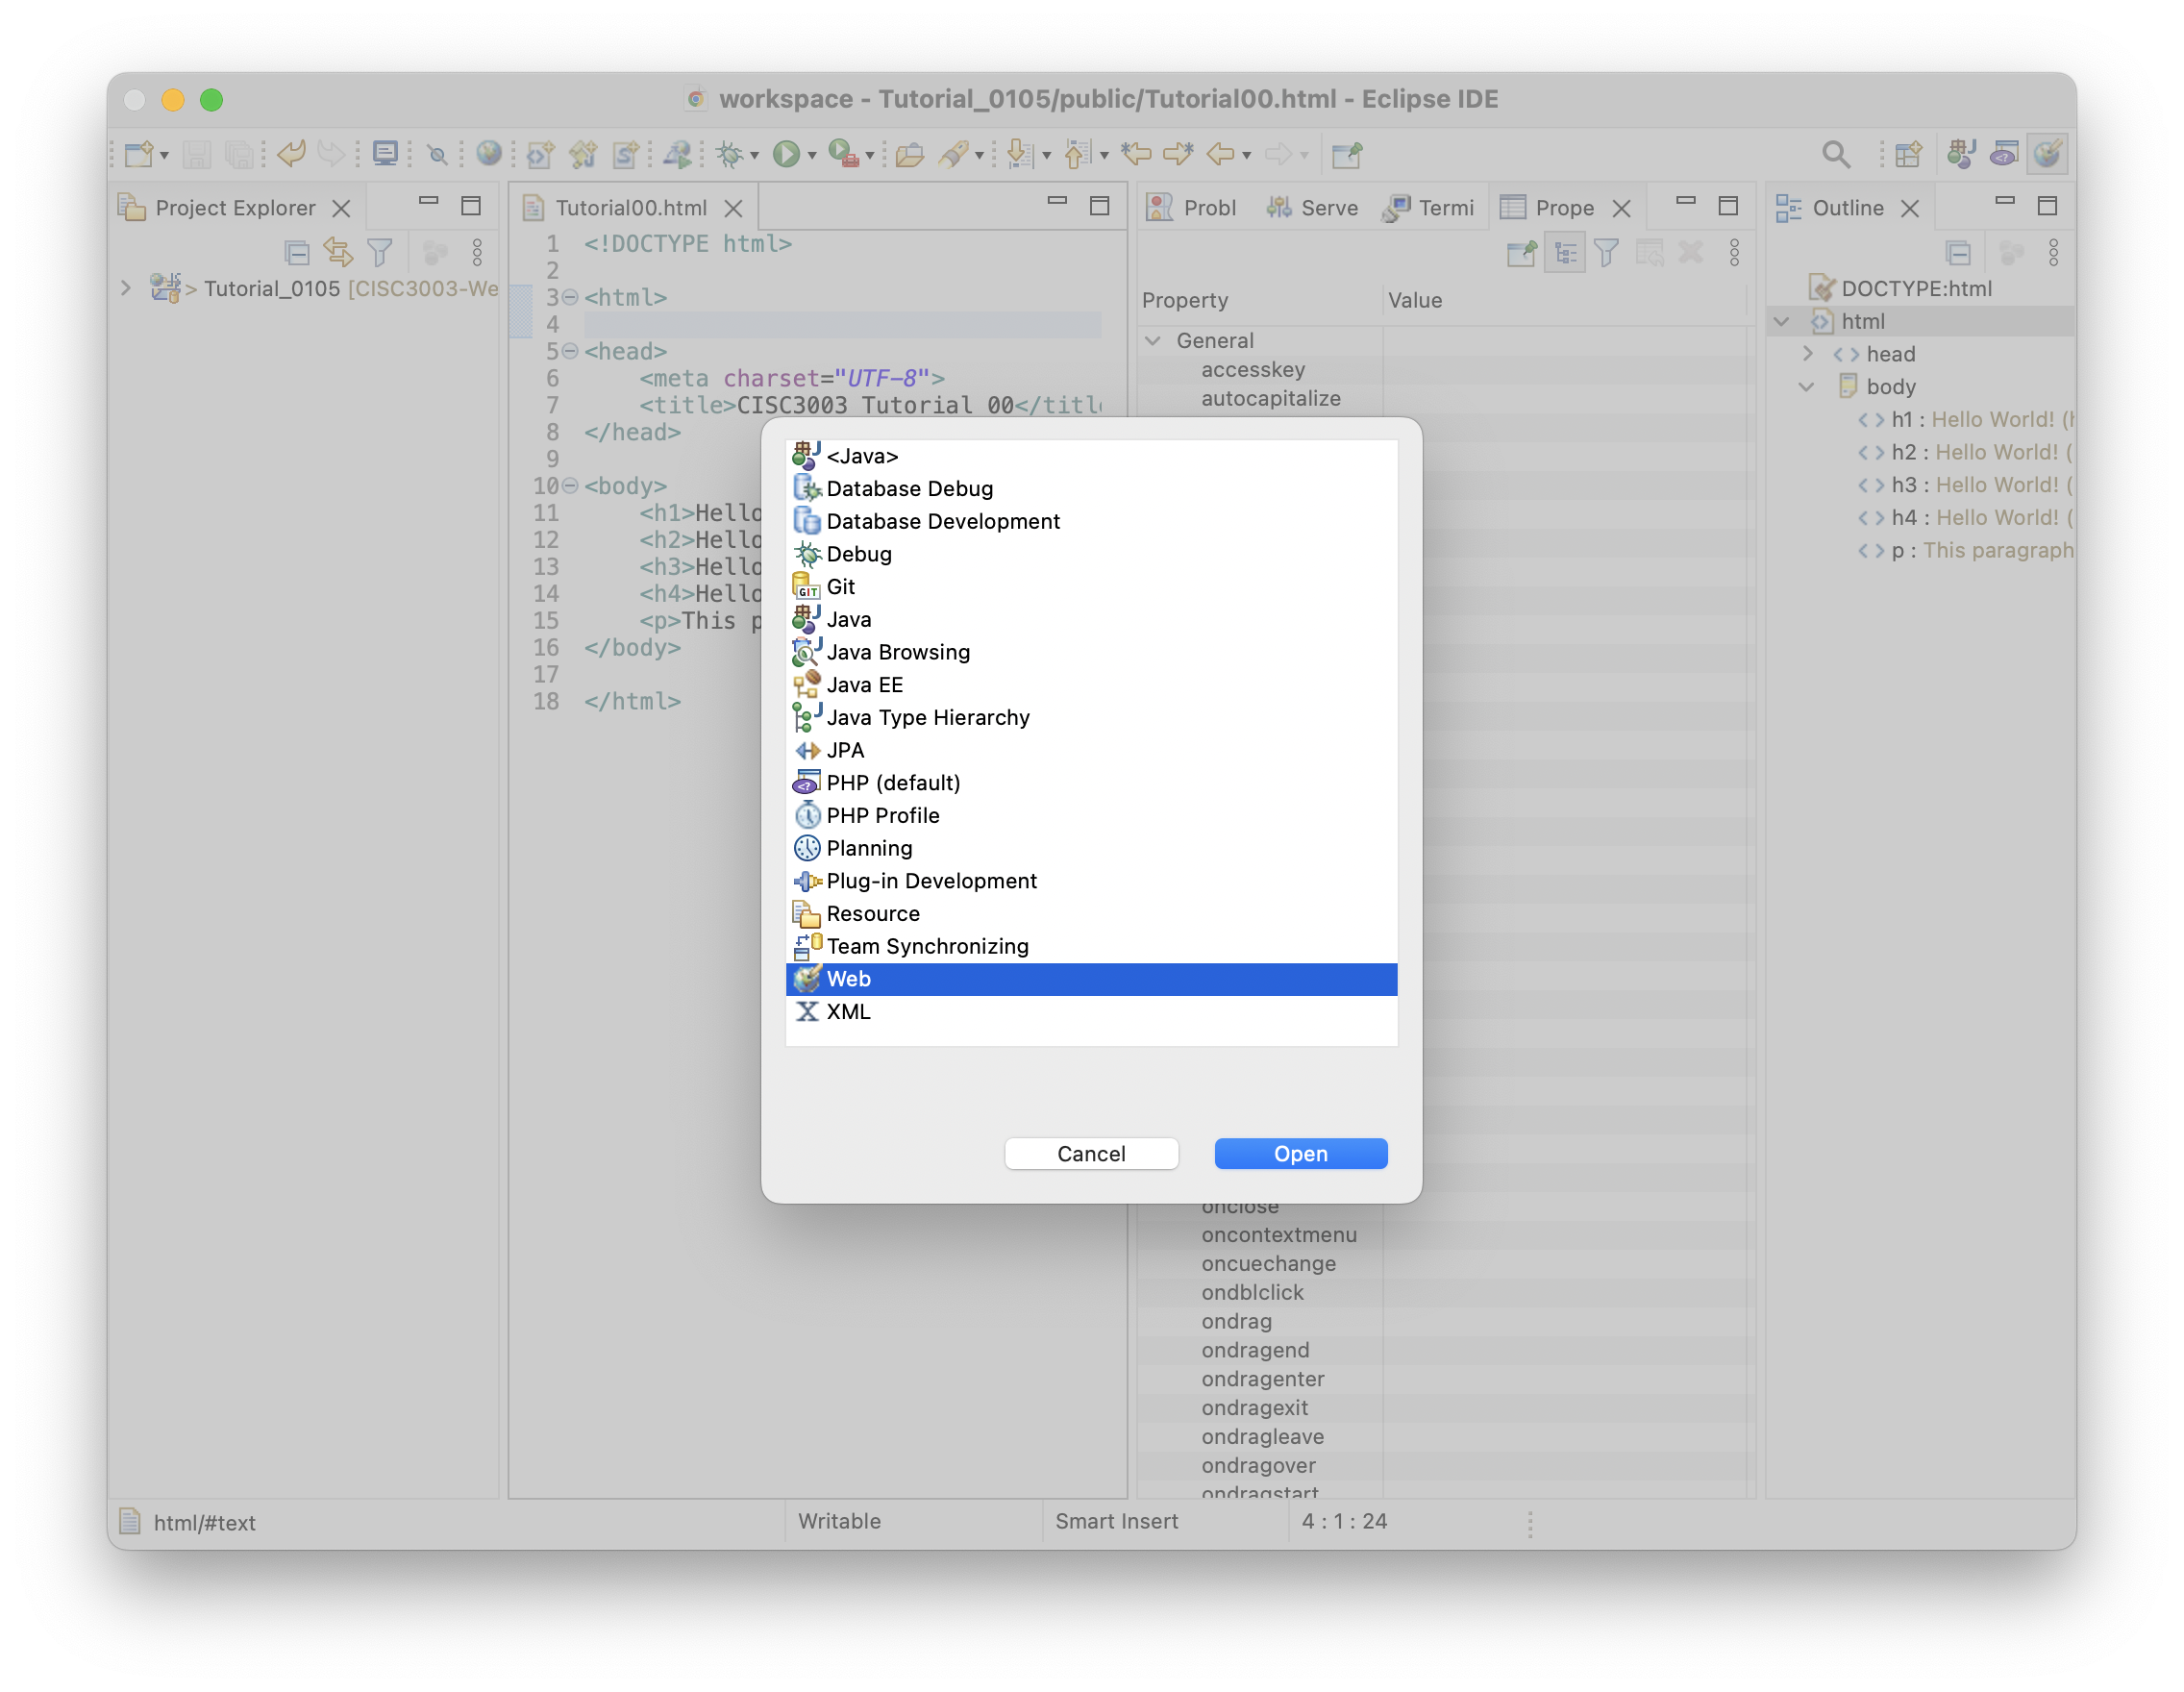 workspace - Tutorial_0105/public/Tutorial00.html - Eclipse IDE
Project Explorer
> Tutorial_0105 [CISC3003-We
Tutorial00.html
1 <!DOCTYPE html>
2
3 <html>
4
5 <head>
6 <meta charset="UTF-8">
7 <title>CISC3003 Tutorial 00</titl
8 </head>
9
10 <body>
11 <h1>Hello
12 <h2>Hello
13 <h3>Hello
14 <h4>Hello
15 <p>This p
16 </body>
17
18 </html>
Probl Serve Termi Prope
Property Value
General
accesskey
autocapitalize
<Java>
Database Debug
Database Development
Debug
GIT Git
Java
Java Browsing
Java EE
Java Type Hierarchy
JPA
PHP (default)
PHP Profile
Planning
Plug-in Development
Resource
Team Synchronizing
Web
XML
Cancel Open
onclose
oncontextmenu
oncuechange
ondblclick
ondrag
ondragend
ondragenter
ondragexit
ondragleave
ondragover
ondragstart
Outline
DOCTYPE:html
html
head
body
h1 : Hello World! (h
h2 : Hello World! (
h3 : Hello World! (
h4 : Hello World! (
p : This paragraph
html/#text Writable Smart Insert 4 : 1 : 24